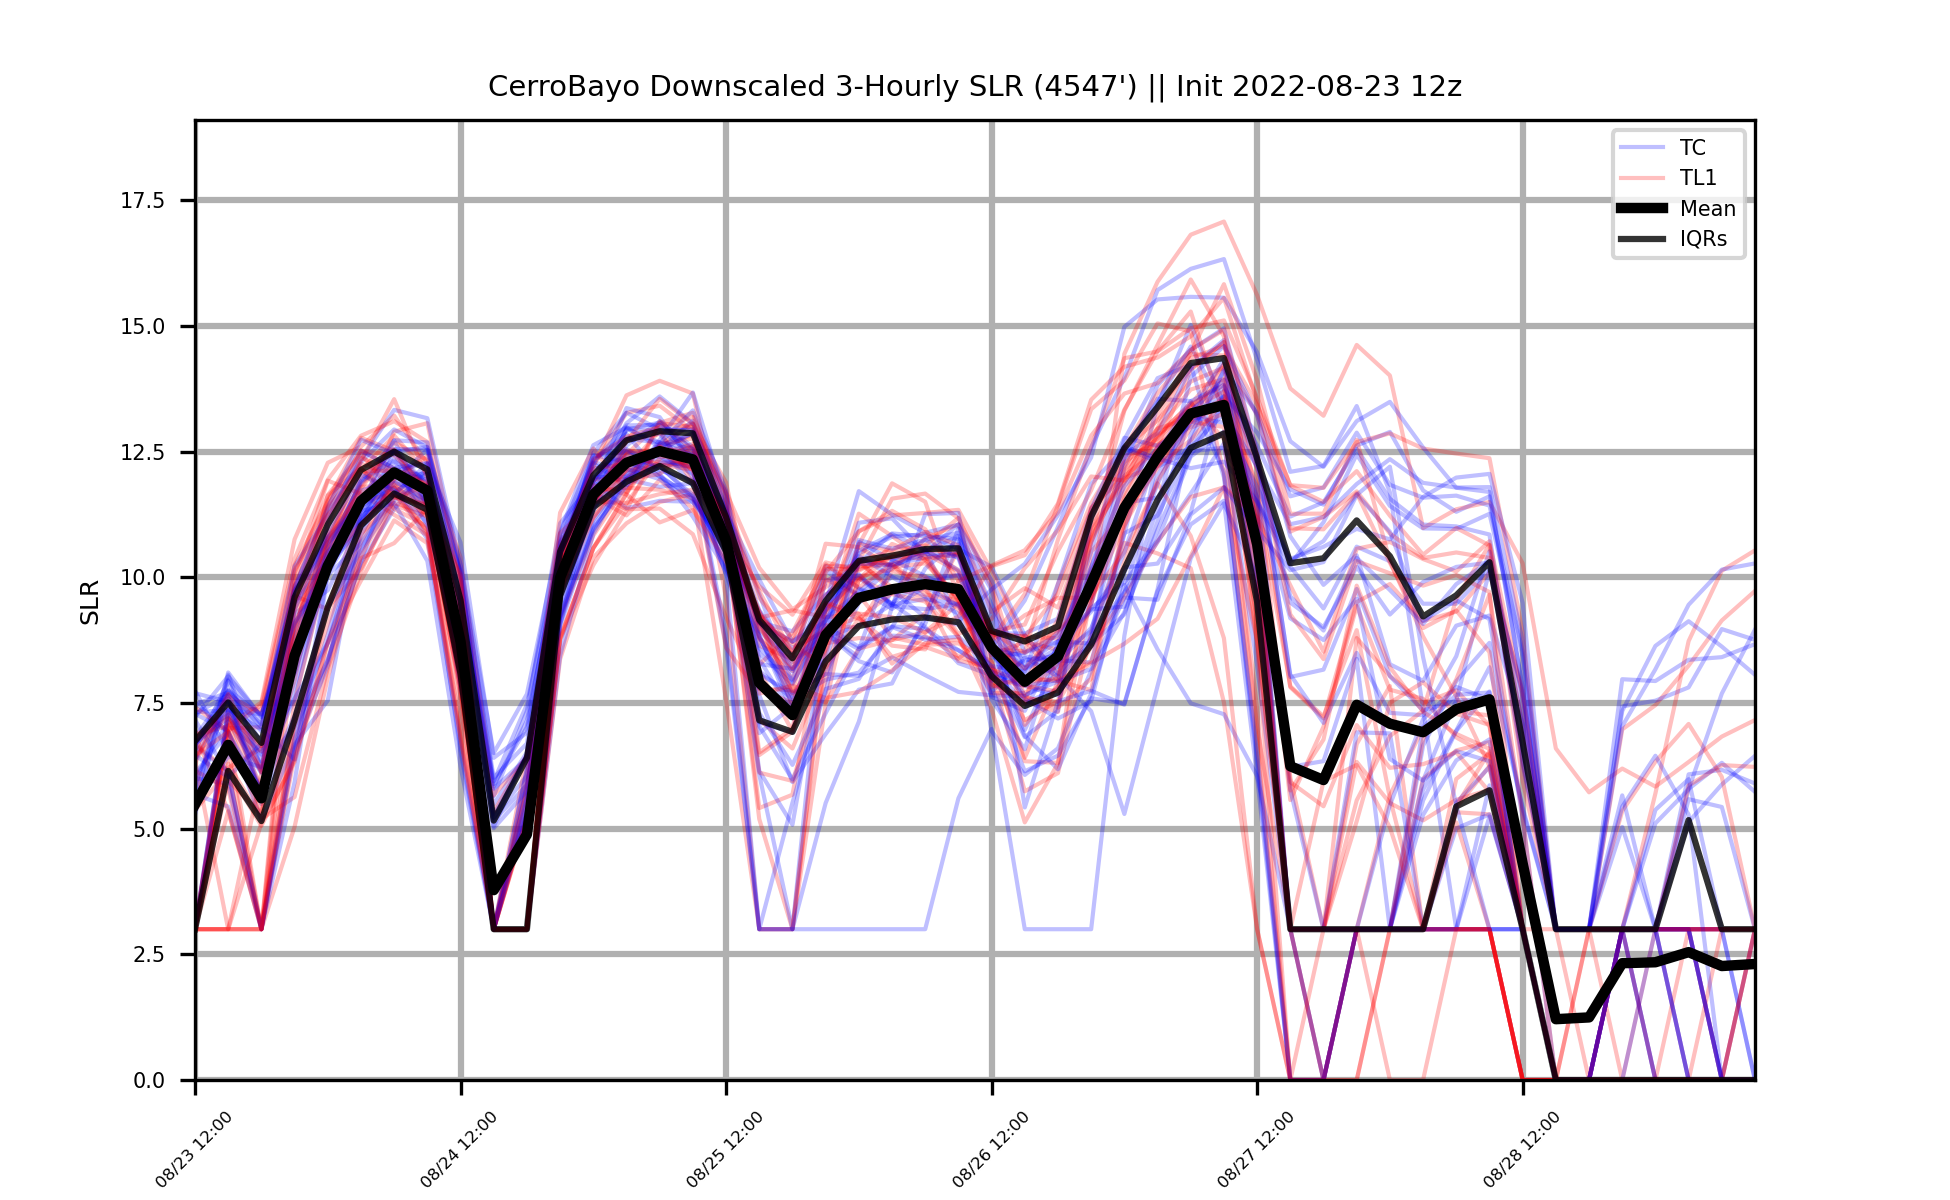 CerroBayo Downscaled 3-Hourly SLR (4547') || Init 2022-08-23 12z
TC
TL1
Mean
IQRs
SLR
17.5
15.0
12.5
10.0
7.5
5.0
2.5
0.0
08/23 12:00
08/24 12:00
08/25 12:00
08/26 12:00
08/27 12:00
08/28 12:00